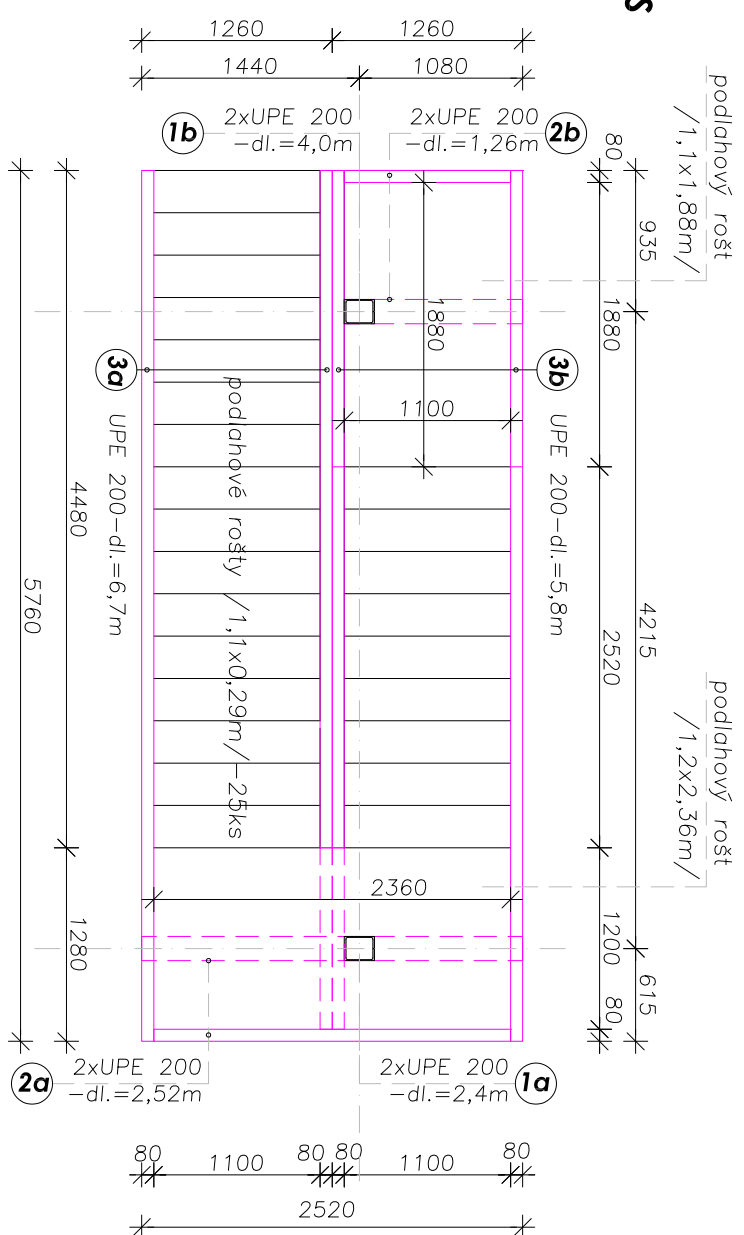 S
1260
1260
1440
1080
1b
2xUPE 200
-dl.=4,0m
2xUPE 200
-dl.=1,26m
2b
podlahový rošt
/1,1x1,88m/
80
935
1880
1880
1100
3a
UPE 200-dl.=6,7m
3b
UPE 200-dl.=5,8m
podlahové rošty /1,1x0,29m/-25ks
4480
5760
4215
2520
podlahový rošt
/1,2x2,36m/
2360
1280
1200
615
80
2a
2xUPE 200
-dl.=2,52m
2xUPE 200
-dl.=2,4m
1a
80
1100
80
80
1100
80
2520